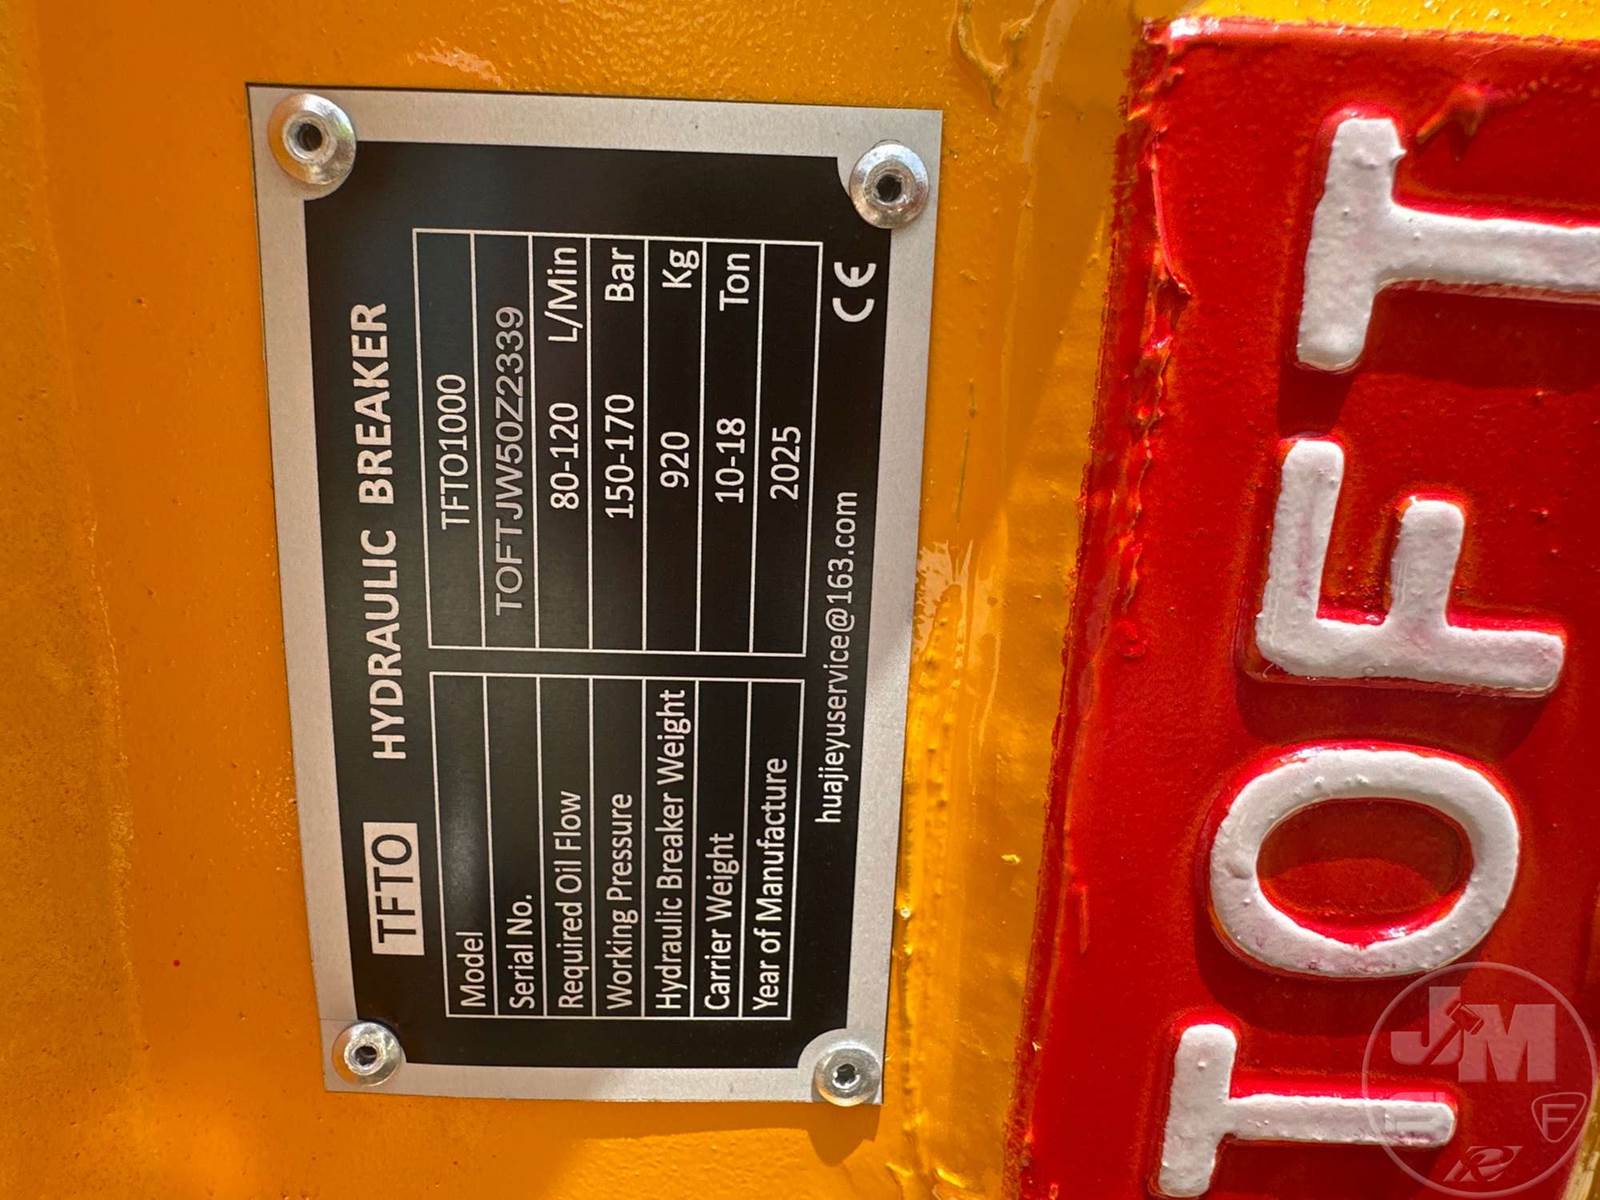 TFTO HYDRAULIC BREAKER
Model TFTO1000
Serial No. TOFTJW50Z2339
Required Oil Flow 80-120 L/Min
Working Pressure 150-170 Bar
Hydraulic Breaker Weight 920 Kg
Carrier Weight 10-18 Ton
Year of Manufacture 2025
huajieyuservice@163.com CE
TOFT
JM